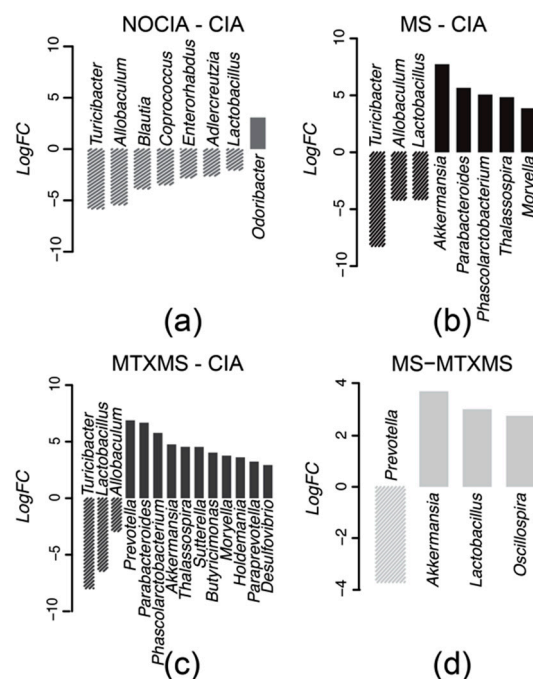 NOCIA - CIA
LogFC
10
5
0
−5
−10
Turicibacter
Allobaculum
Blautia
Coprococcus
Enterorhabdus
Adlercreutzia
Lactobacillus
Odoribacter
(a)
MS - CIA
LogFC
10
5
0
−5
−10
Turicibacter
Allobaculum
Lactobacillus
Akkermansia
Parabacteroides
Phascolarctobacterium
Thalassospira
Moryella
(b)
MTXMS - CIA
LogFC
10
5
0
−5
−10
Turicibacter
Lactobacillus
Allobaculum
Prevotella
Parabacteroides
Phascolarctobacterium
Akkermansia
Thalassospira
Sutterella
Butyricimonas
Moryella
Holdemania
Paraprevotella
Desulfovibrio
(c)
MS−MTXMS
LogFC
4
2
0
−2
−4
Prevotella
Akkermansia
Lactobacillus
Oscillospira
(d)